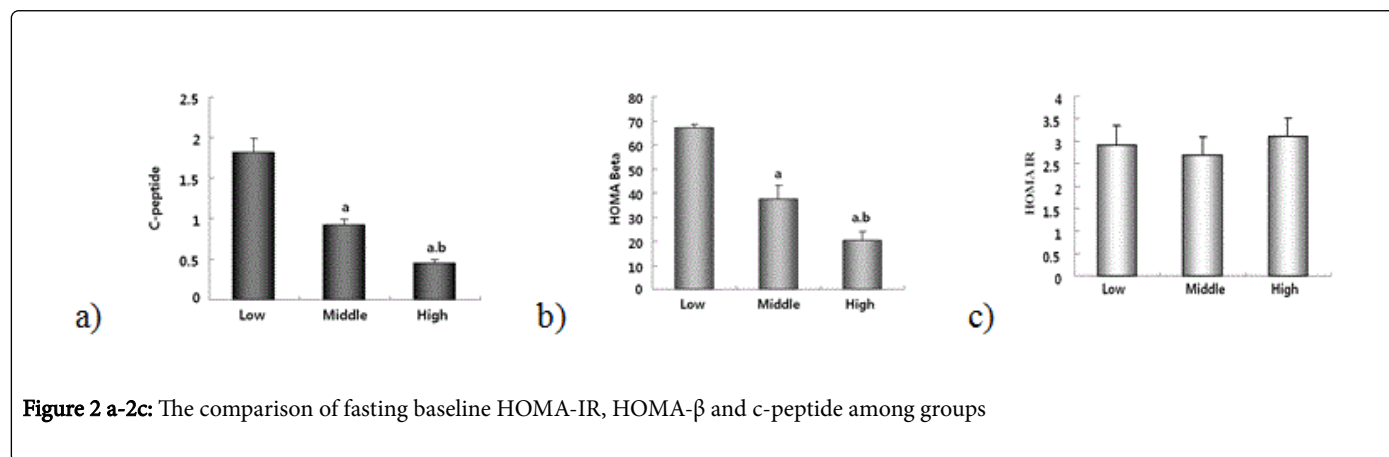 2.5
2
1.5
1
0.5
0
C-peptide
a
a.b
Low Middle High
a)
80
70
60
50
40
30
20
10
0
HOMA Beta
a
a.b
Low Middle High
b)
4
3.5
3
2.5
2
1.5
1
0.5
0
HOMA IR
Low Middle High
c)
Figure 2 a-2c: The comparison of fasting baseline HOMA-IR, HOMA-β and c-peptide among groups